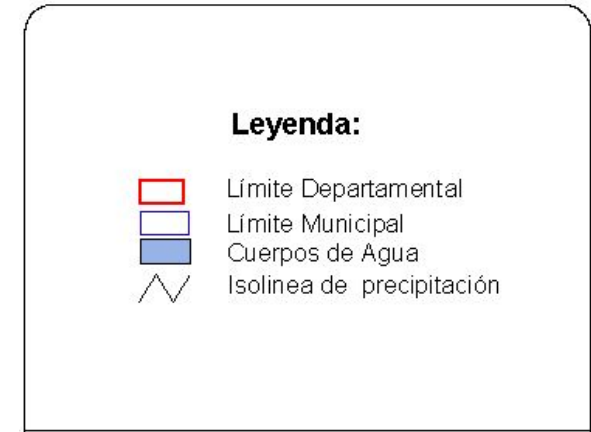 Leyenda:
Límite Departamental
Límite Municipal
Cuerpos de Agua
Isolinea de precipitación